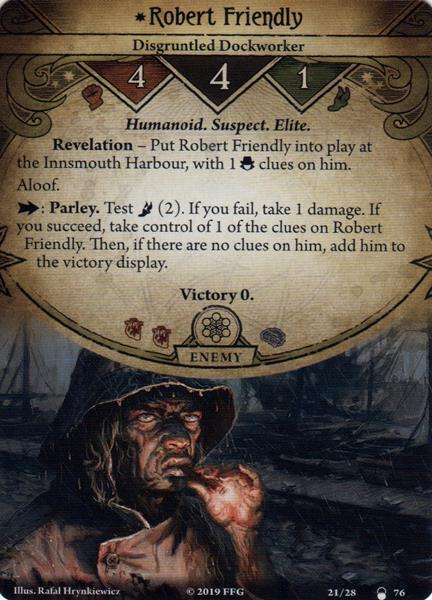 Robert Friendly
Disgruntled Dockworker
4 4 1
Humanoid. Suspect. Elite.
Revelation – Put Robert Friendly into play at
the Innsmouth Harbour, with 1 clues on him.
Aloof.
: Parley. Test (2). If you fail, take 1 damage. If
you succeed, take control of 1 of the clues on Robert
Friendly. Then, if there are no clues on him, add him to
the victory display.
Victory 0.
ENEMY
Illus. Rafał Hrynkiewicz © 2019 FFG 21/28 76